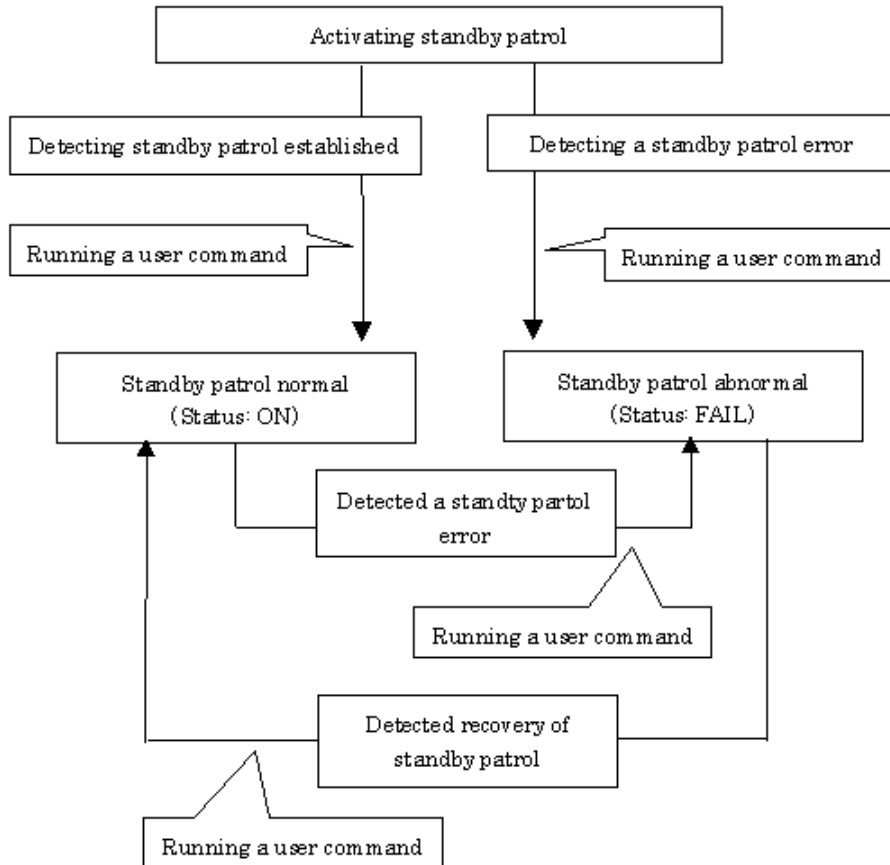 Activating standby patrol
Detecting standby patrol established
Detecting a standby patrol error
Running a user command
Running a user command
Standby patrol normal
(Status: ON)
Standby patrol abnormal
(Status: FAIL)
Detected a standty partol
error
Running a user command
Detected recovery of
standby patrol
Running a user command